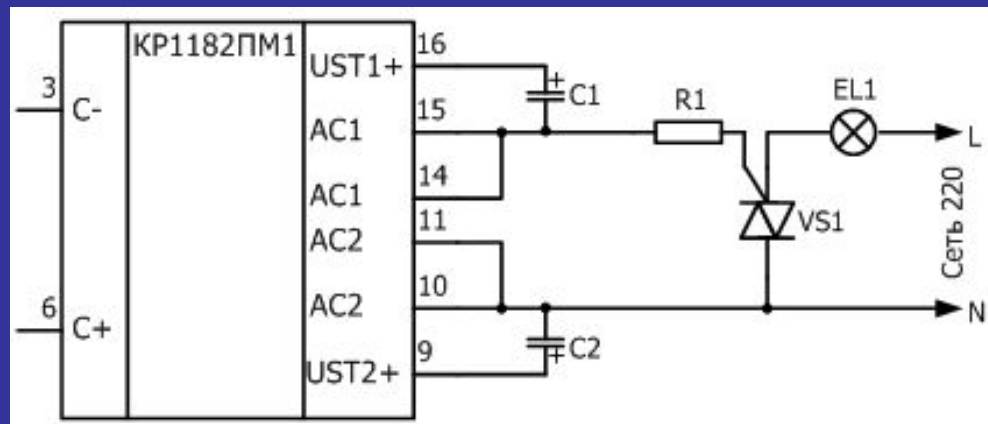 КР1182ПМ1
3
C-
6
C+
UST1+
16
AC1
15
AC1
14
AC2
11
AC2
10
UST2+
9
C1
C2
R1
VS1
EL1
L
Сеть 220
N
+
+